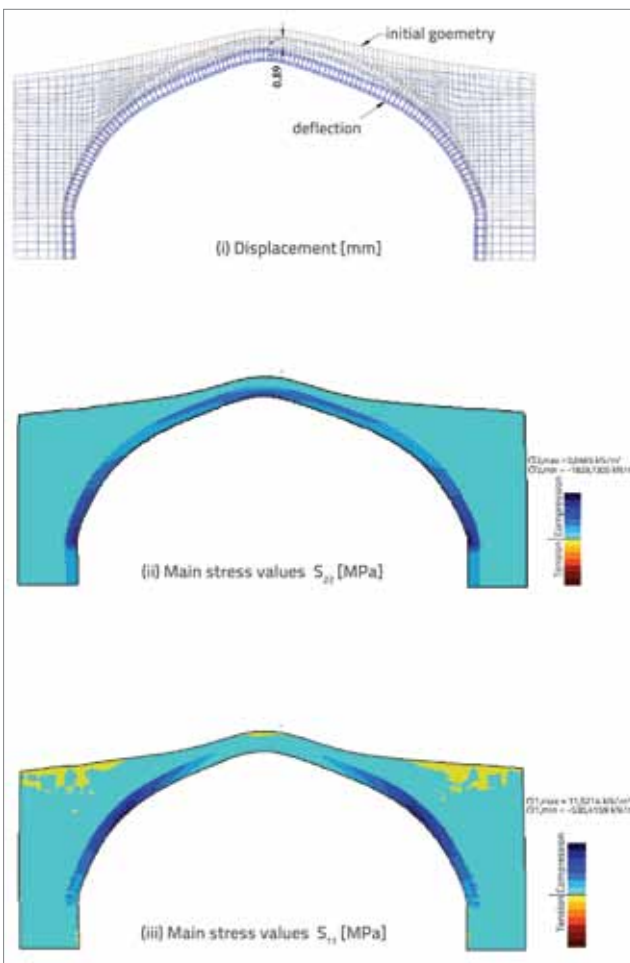 initial goemetry
0.89
deflection
(i) Displacement [mm]
Compression
Tension
(ii) Main stress values S₂₂ [MPa]
Compression
Tension
(iii) Main stress values S₁₁ [MPa]